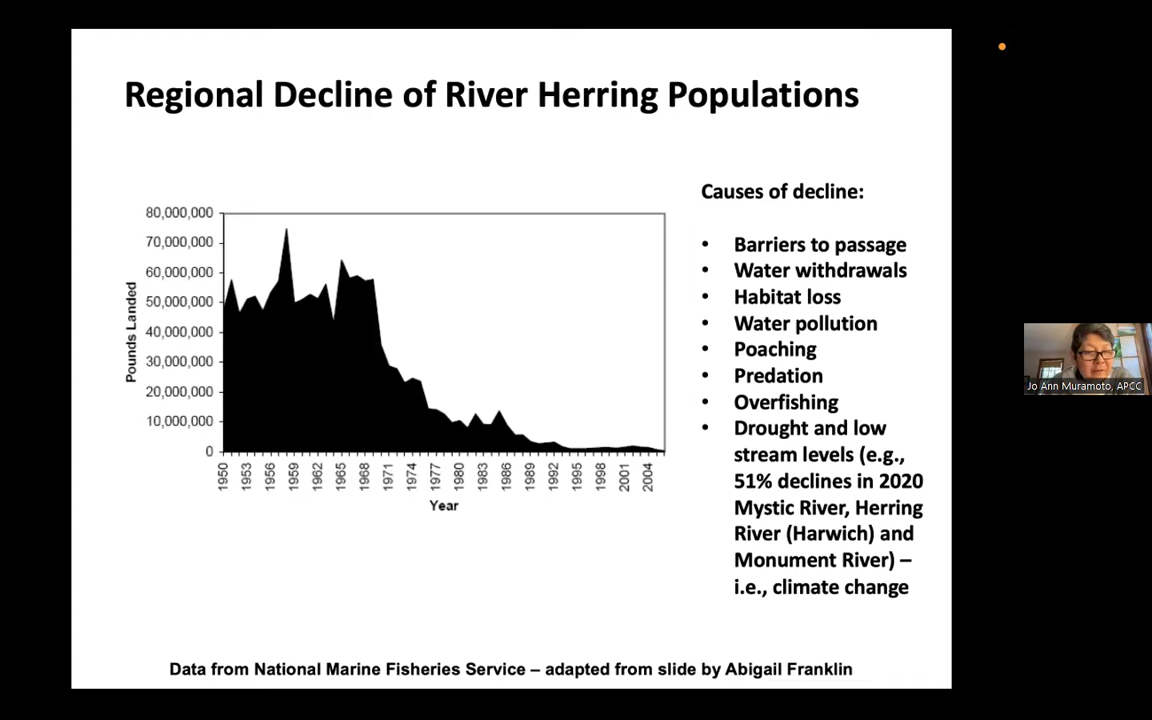 Regional Decline of River Herring Populations
80,000,000
70,000,000
60,000,000
50,000,000
40,000,000
30,000,000
20,000,000
10,000,000
0
Pounds Landed
1950
1953
1956
1959
1962
1965
1968
1971
1974
1977
1980
1983
1986
1989
1992
1995
1998
2001
2004
Year
Causes of decline:
• Barriers to passage
• Water withdrawals
• Habitat loss
• Water pollution
• Poaching
• Predation
• Overfishing
• Drought and low
stream levels (e.g.,
51% declines in 2020
Mystic River, Herring
River (Harwich) and
Monument River) –
i.e., climate change
Data from National Marine Fisheries Service – adapted from slide by Abigail Franklin
Jo Ann Muramoto, APCC